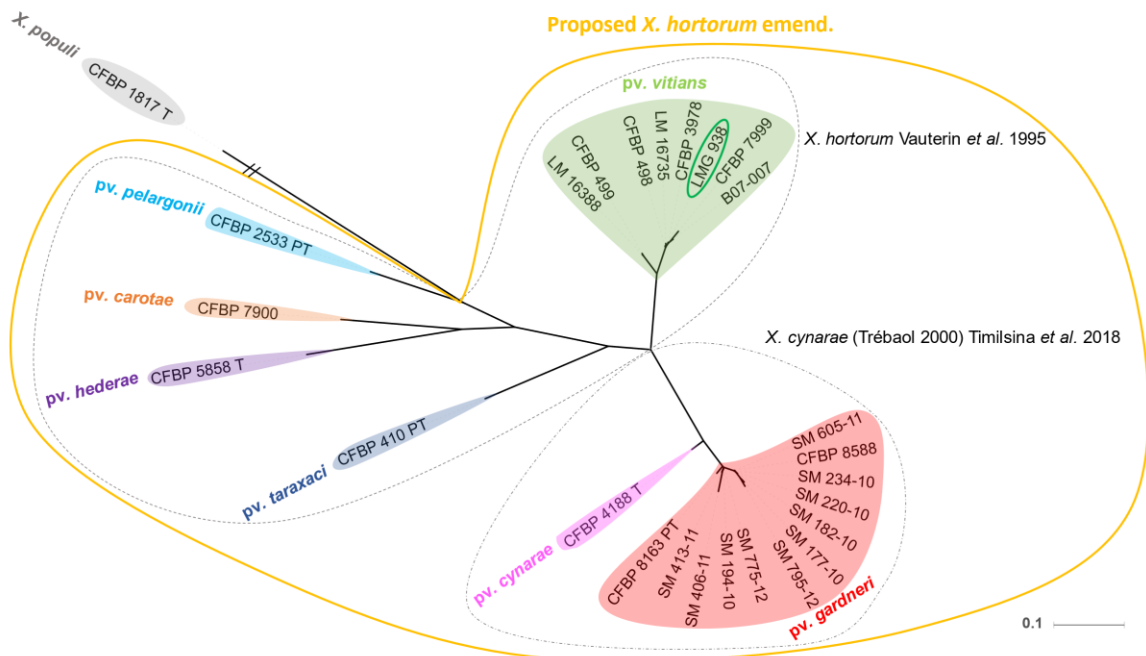 Proposed X. hortorum emend.
X. populi
CFBP 1817 T
pv. vitians
LM 16388
CFBP 499
CFBP 498
LM 16735
CFBP 3978
LMG 938
CFBP 7999
B07-007
X. hortorum Vauterin et al. 1995
pv. pelargonii
CFBP 2533 PT
pv. carotae
CFBP 7900
X. cynarae (Trébaol 2000) Timilsina et al. 2018
pv. hederae
CFBP 5858 T
pv. taraxaci
CFBP 410 PT
pv. cynarae
CFBP 4188 T
SM 605-11
CFBP 8588
SM 234-10
SM 220-10
SM 182-10
SM 177-10
SM 795-12
SM 775-12
SM 194-10
SM 406-11
SM 413-11
CFBP 8163 PT
pv. gardneri
0.1